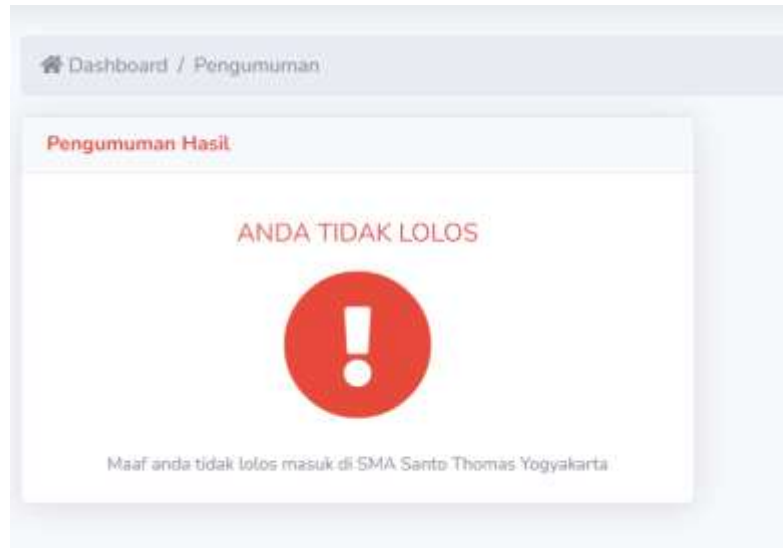 Dashboard / Pengumuman
Pengumuman Hasil
ANDA TIDAK LOLOS
Maaf anda tidak lolos masuk di SMA Santo Thomas Yogyakarta